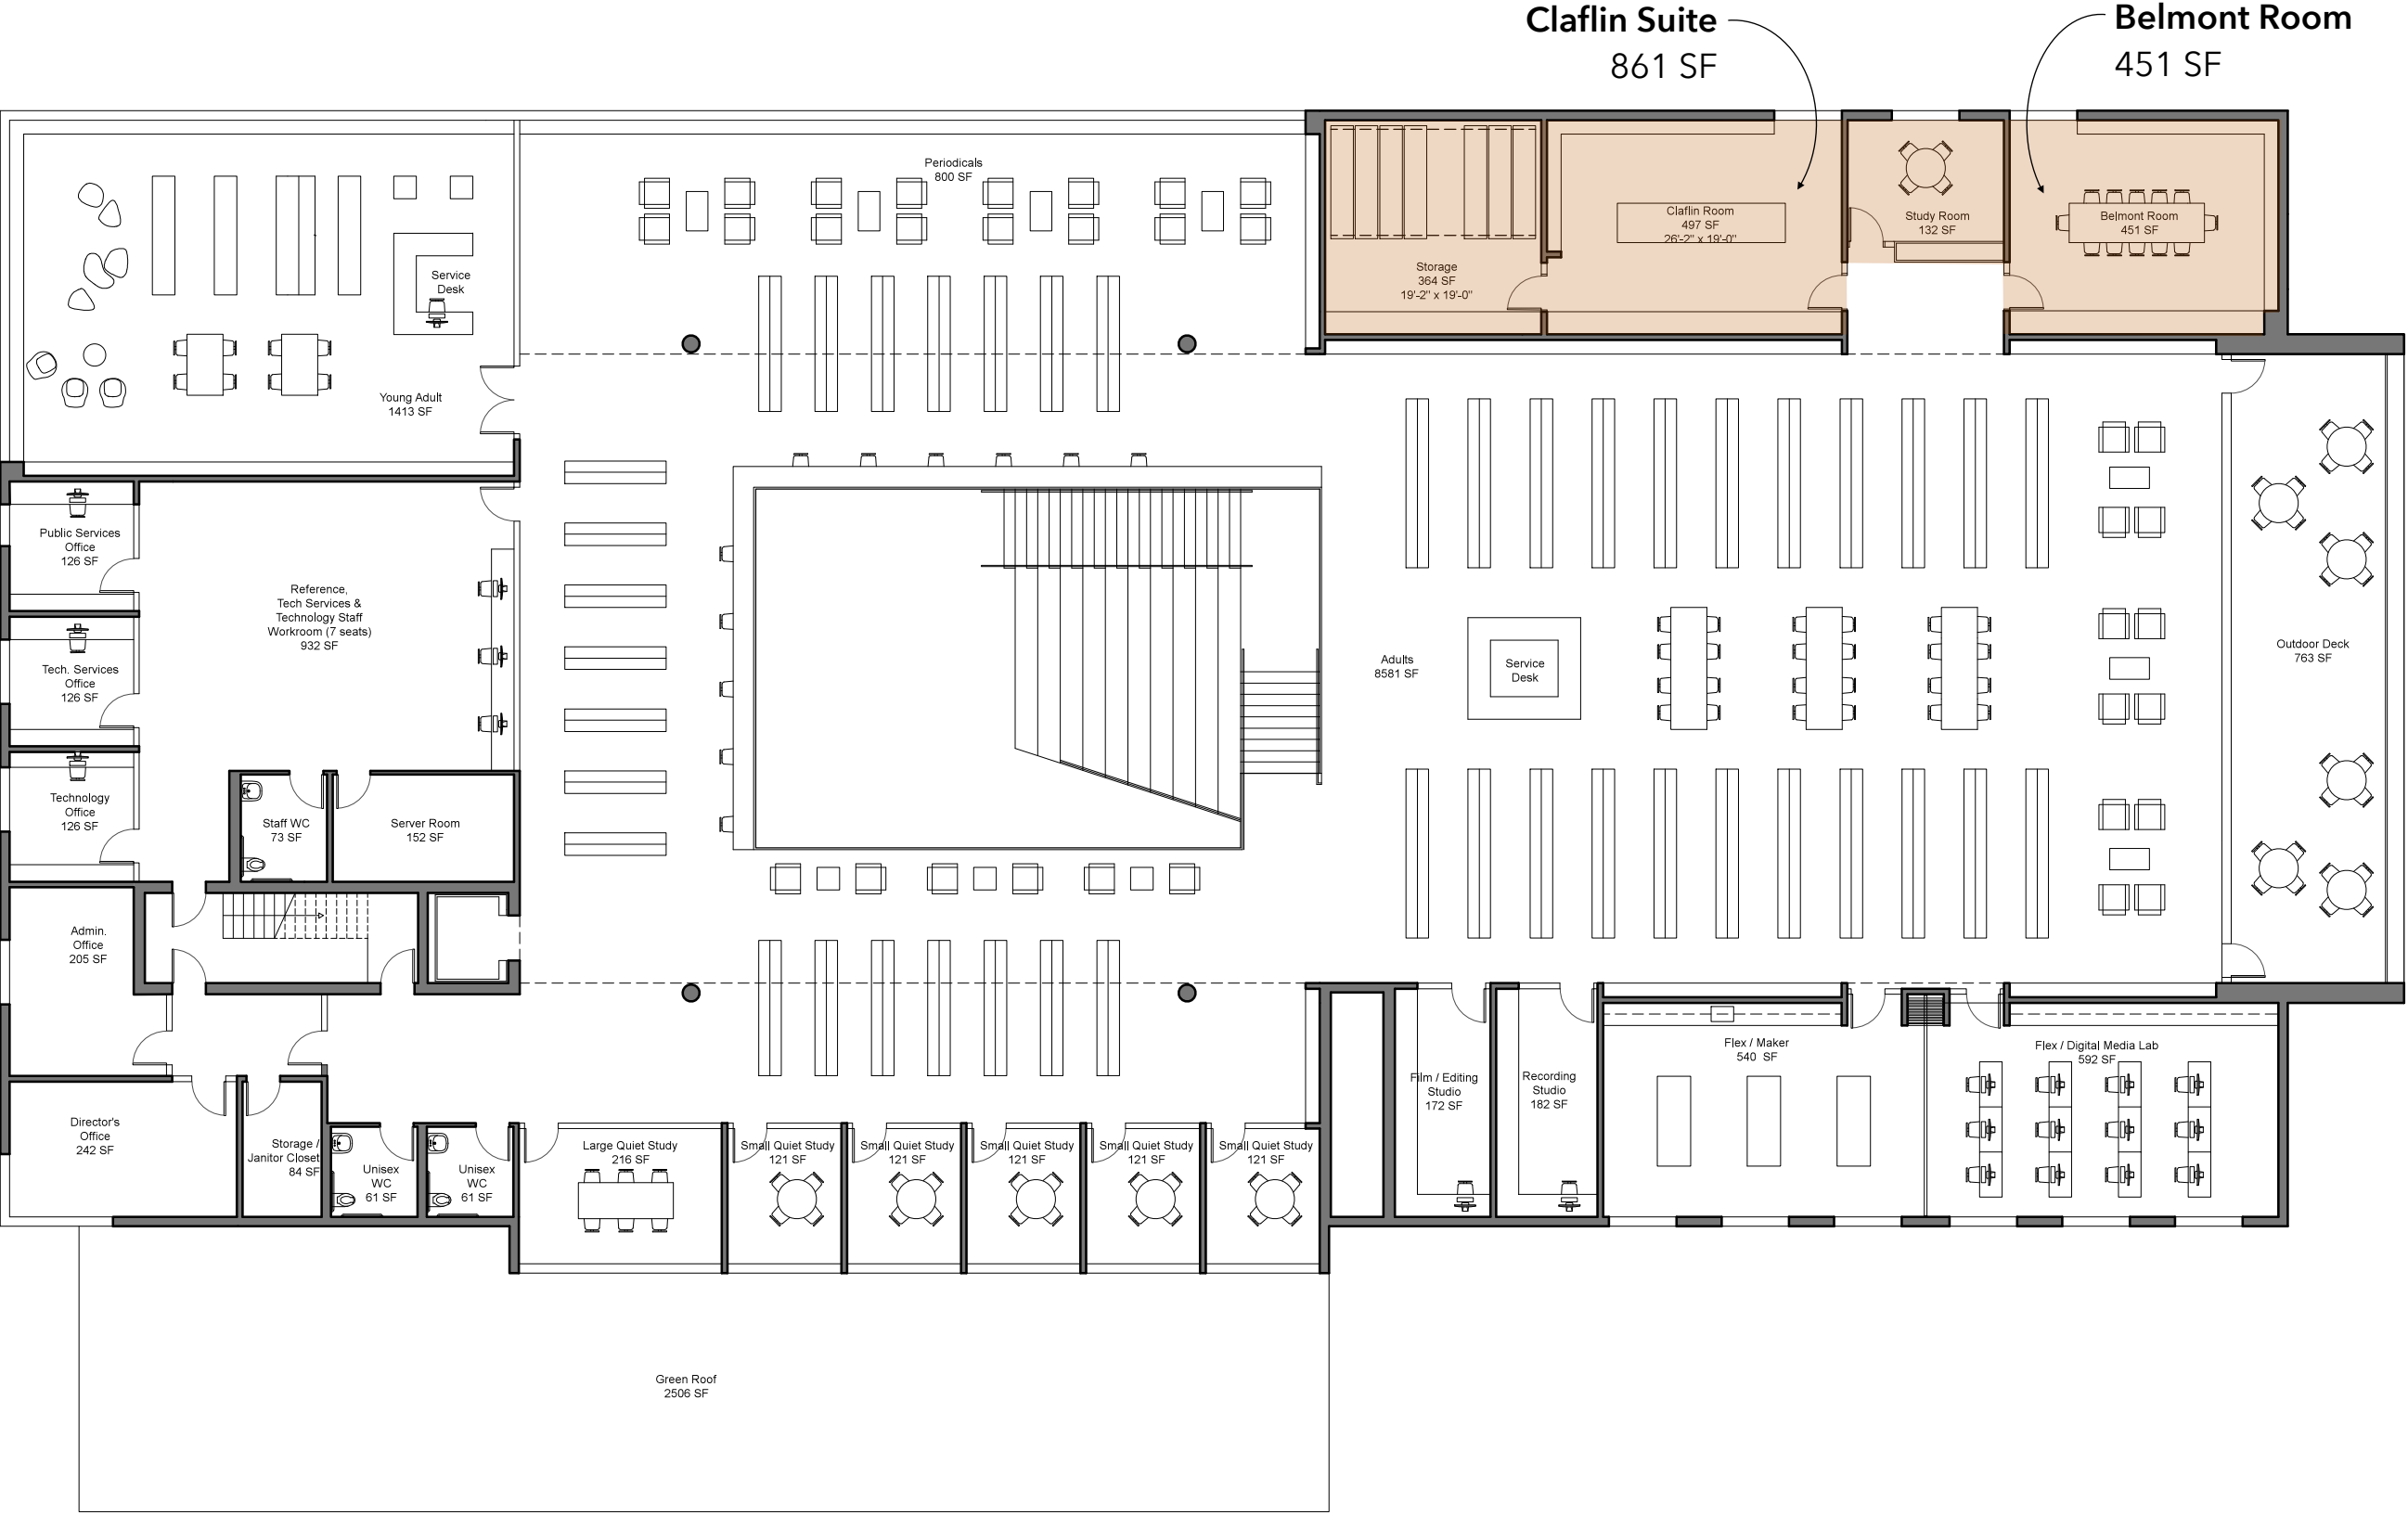 Claflin Suite
861 SF
Belmont Room
451 SF
Periodicals
800 SF
Service
Desk
Young Adult
1413 SF
Storage
364 SF
19'-2" x 19'-0"
Claflin Room
497 SF
26'-2" x 19'-0"
Study Room
132 SF
Belmont Room
451 SF
Public Services
Office
126 SF
Reference,
Tech Services &
Technology Staff
Workroom (7 seats)
932 SF
Tech. Services
Office
126 SF
Technology
Office
126 SF
Staff WC
73 SF
Server Room
152 SF
Adults
8581 SF
Service
Desk
Outdoor Deck
763 SF
Admin.
Office
205 SF
Director's
Office
242 SF
Storage /
Janitor Closet
84 SF
Unisex
WC
61 SF
Unisex
WC
61 SF
Large Quiet Study
216 SF
Small Quiet Study
121 SF
Small Quiet Study
121 SF
Small Quiet Study
121 SF
Small Quiet Study
121 SF
Small Quiet Study
121 SF
Film / Editing
Studio
172 SF
Recording
Studio
182 SF
Flex / Maker
540 SF
Flex / Digital Media Lab
592 SF
Green Roof
2506 SF